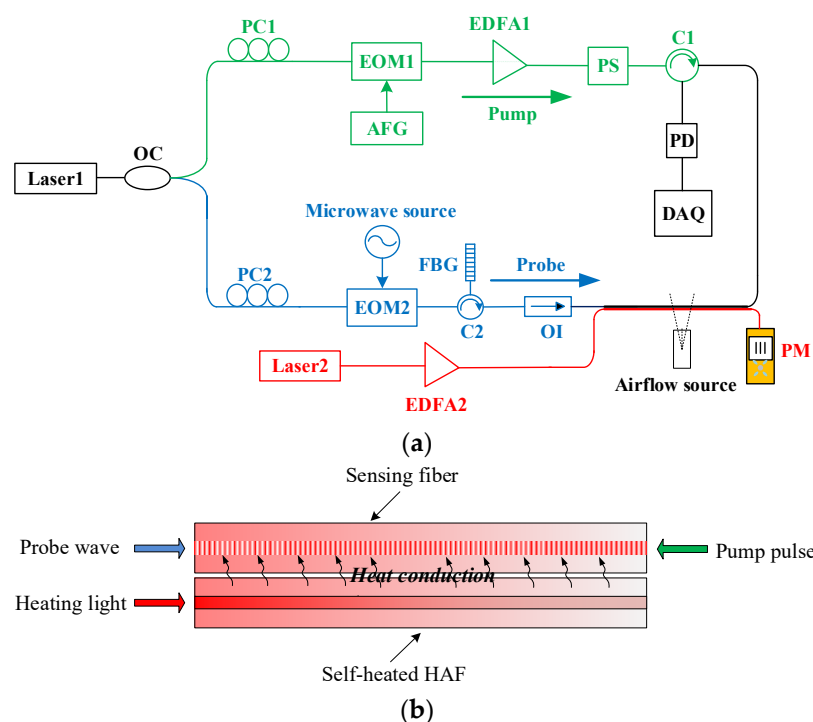 PC1
EOM1
AFG
EDFA1
Pump
PS
C1
PD
DAQ
OC
Laser1
Microwave source
PC2
EOM2
FBG
C2
Probe
OI
Laser2
EDFA2
Airflow source
PM
(a)
Sensing fiber
Probe wave
Pump pulse
Heat conduction
Heating light
Self-heated HAF
(b)